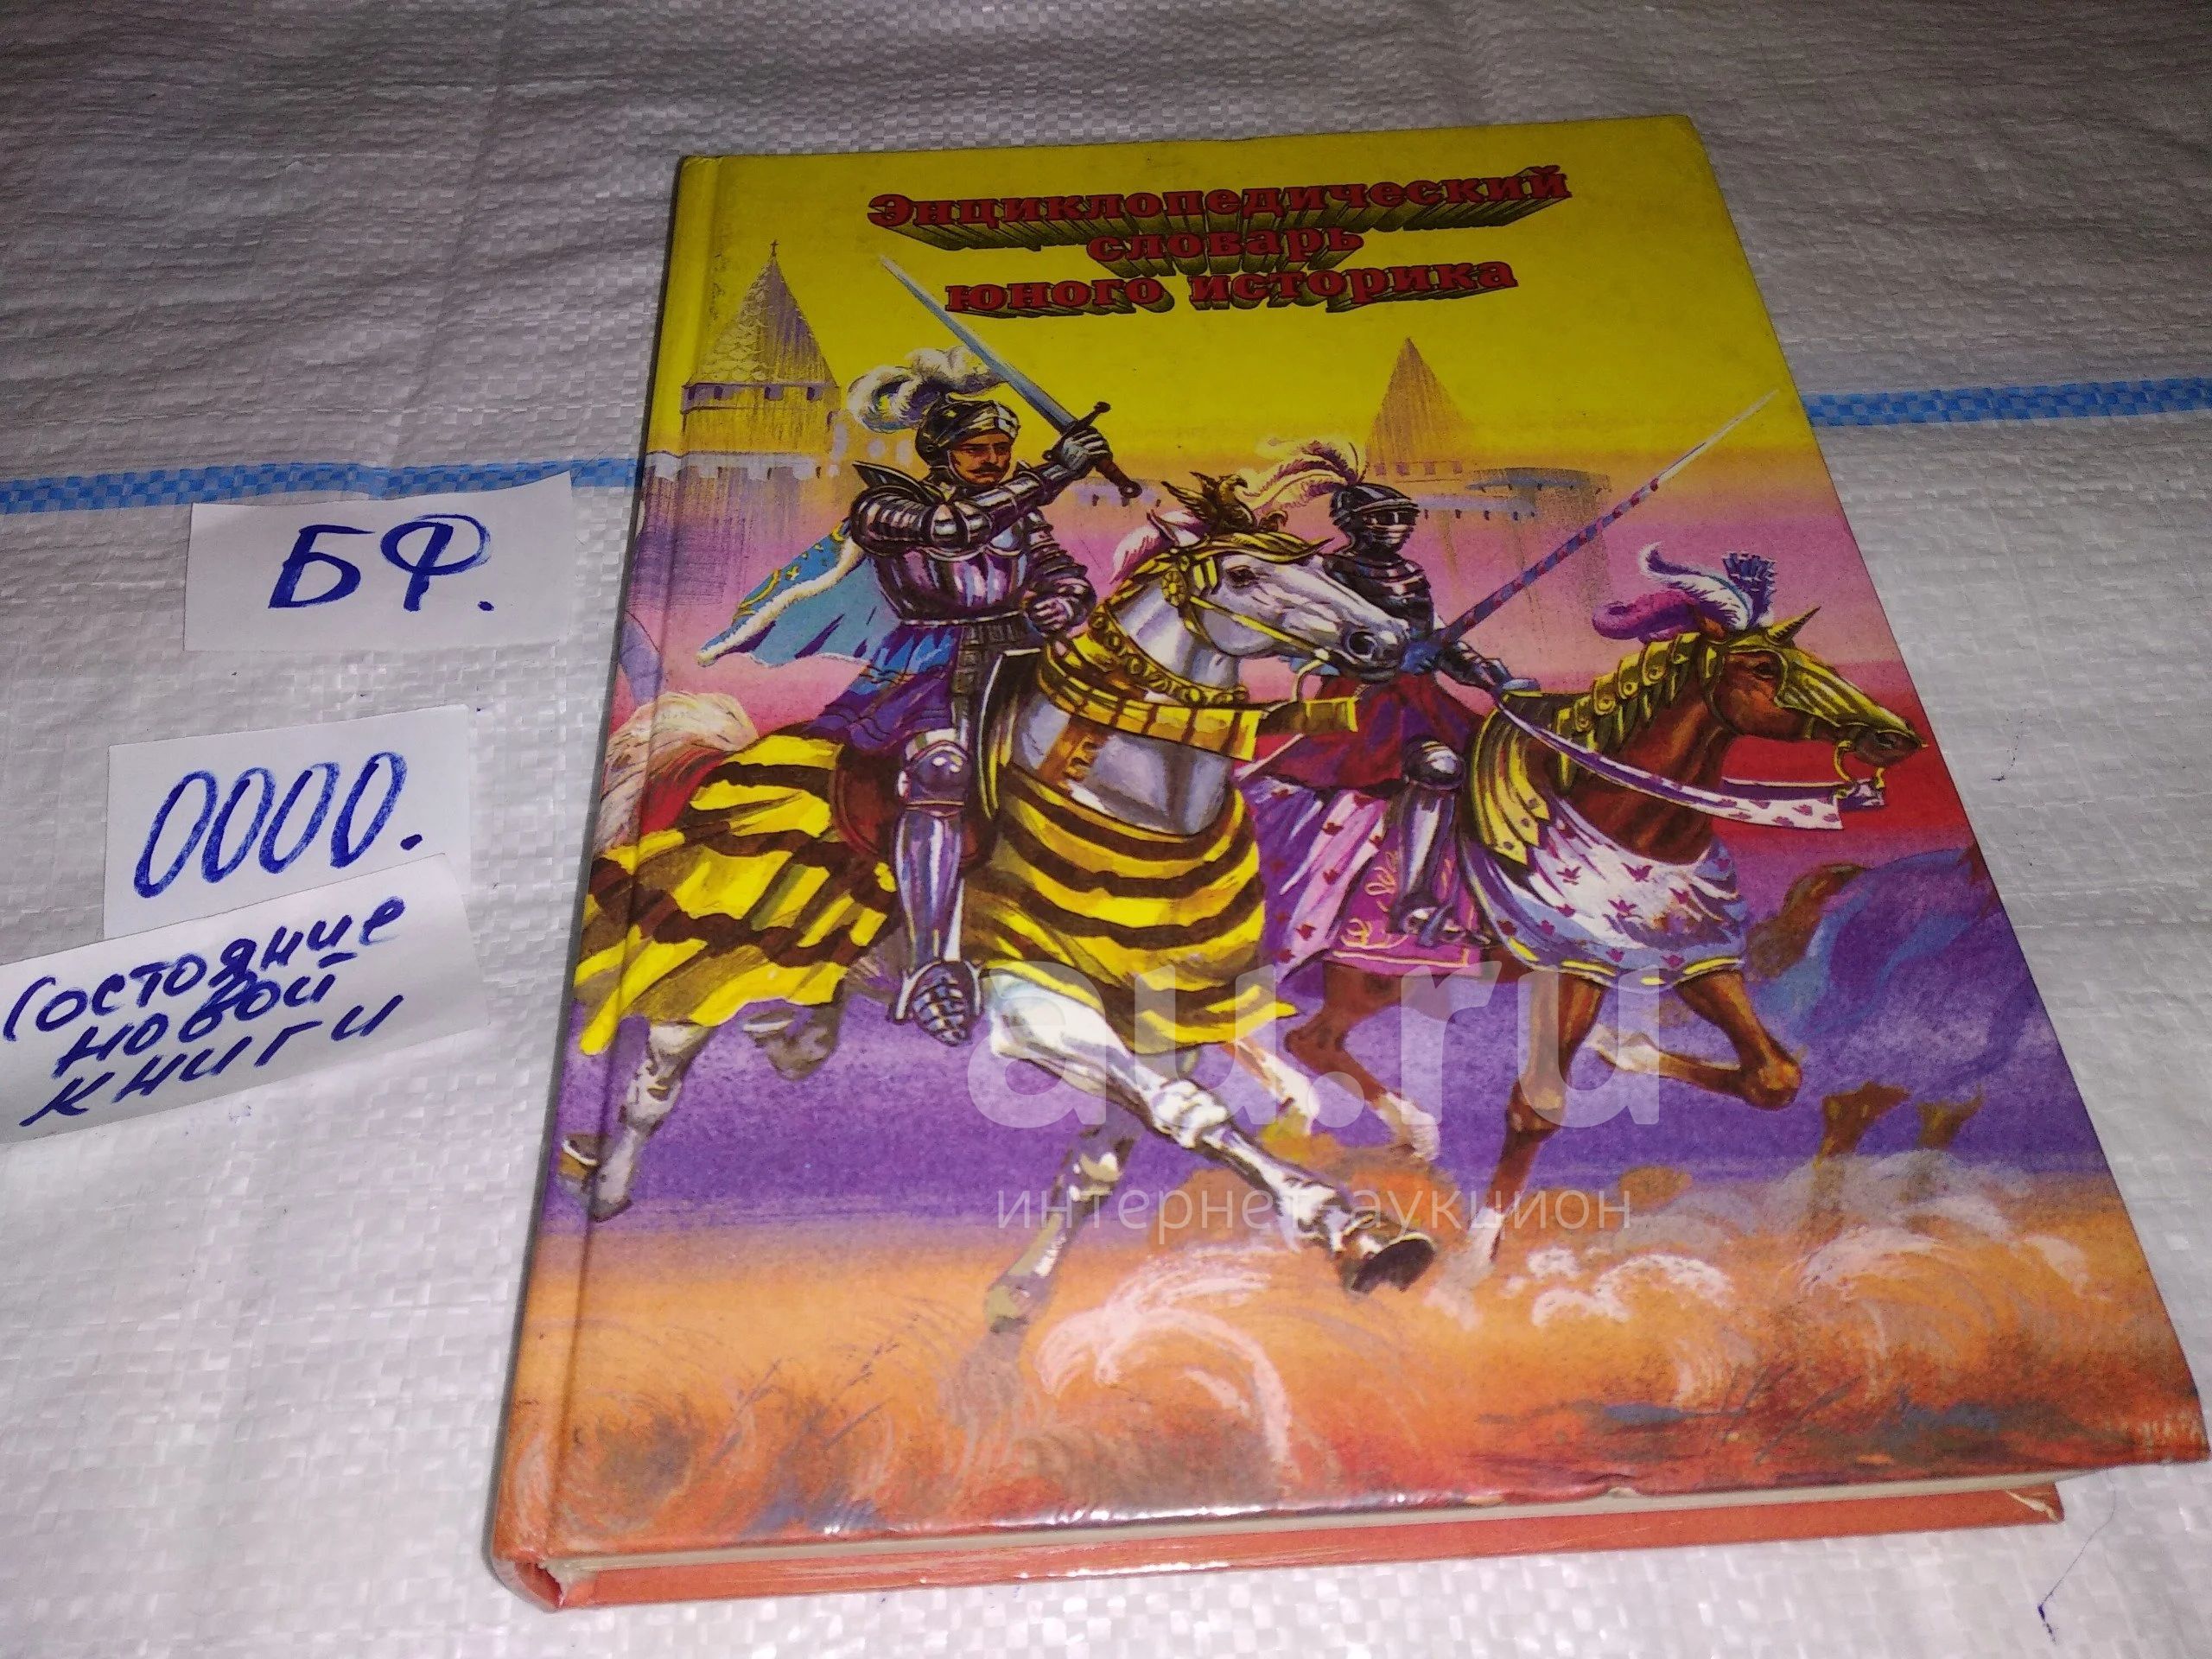 Энциклопедический
словарь
юного историка
БФ.
0000.
Состояние
новой
книги
au.ru
интернет аукцион